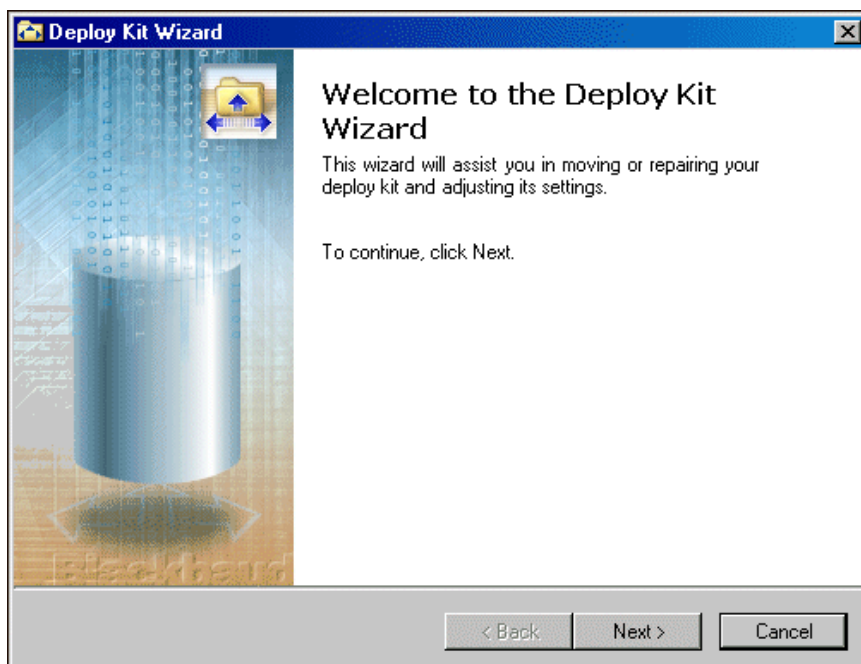 Deploy Kit Wizard
Welcome to the Deploy Kit
Wizard
This wizard will assist you in moving or repairing your
deploy kit and adjusting its settings.
To continue, click Next.
Blackbaud
< Back
Next >
Cancel